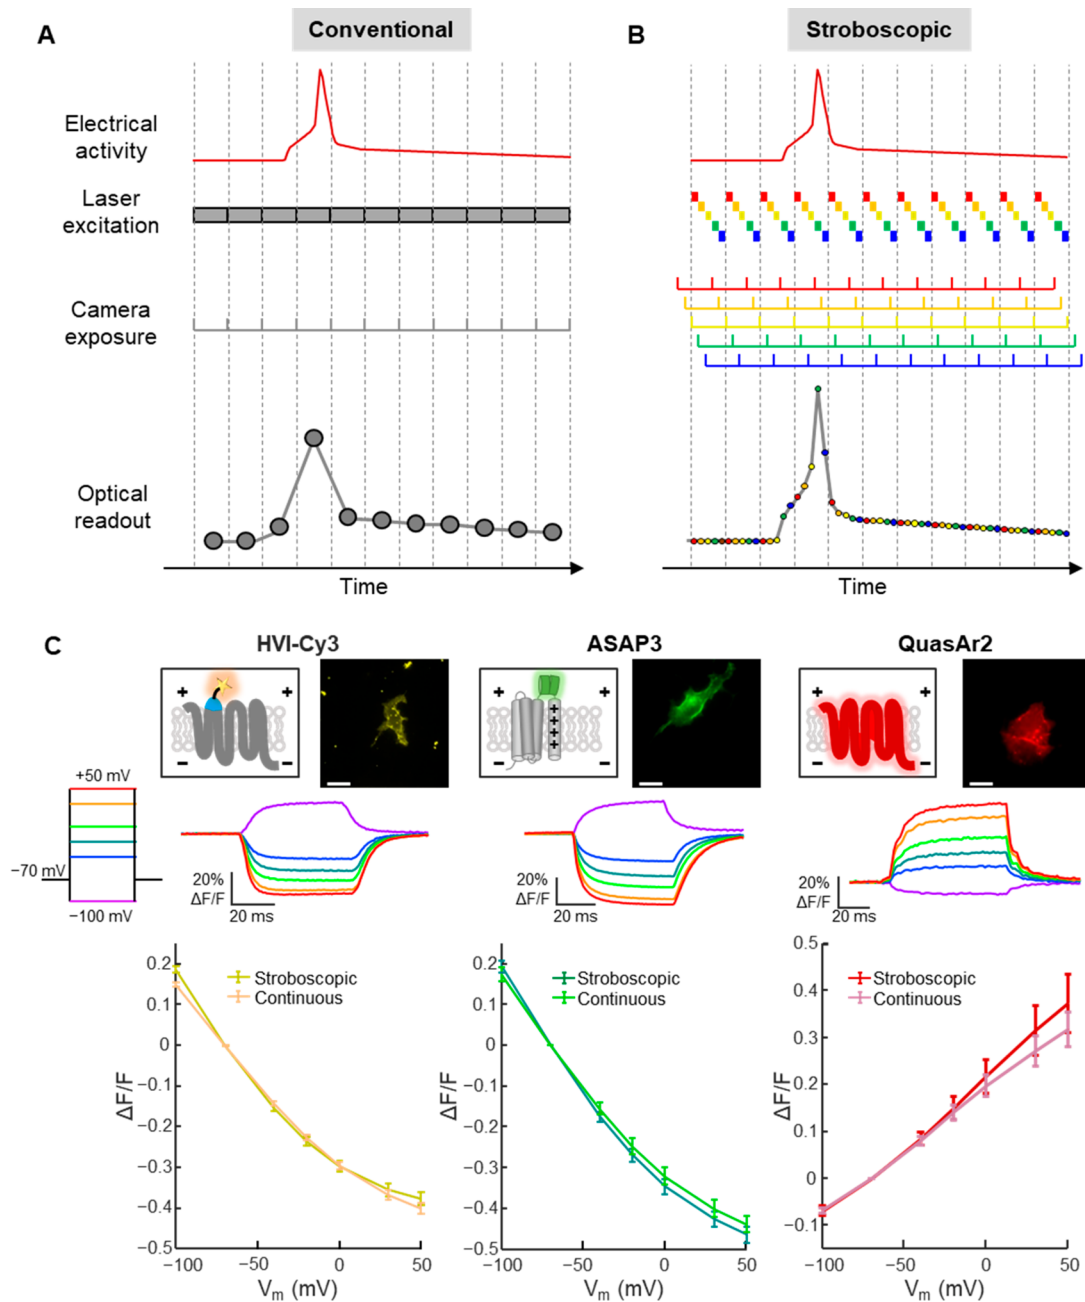 A
Conventional
B
Stroboscopic
Electrical
activity
Laser
excitation
Camera
exposure
Optical
readout
Time
Time
C
HVI-Cy3
ASAP3
QuasAr2
+ +
− −
+ +
+
+
+
+
− −
+ +
− −
+50 mV
−70 mV
−100 mV
20%
ΔF/F
20 ms
20%
ΔF/F
20 ms
20%
ΔF/F
20 ms
0.2
0.1
0
−0.1
−0.2
−0.3
−0.4
−0.5
ΔF/F
Stroboscopic
Continuous
−100 −50 0 50
Vm (mV)
0.2
0.1
0
−0.1
−0.2
−0.3
−0.4
−0.5
ΔF/F
Stroboscopic
Continuous
−100 −50 0 50
Vm (mV)
0.5
0.4
0.3
0.2
0.1
0
−0.1
ΔF/F
Stroboscopic
Continuous
−100 −50 0 50
Vm (mV)